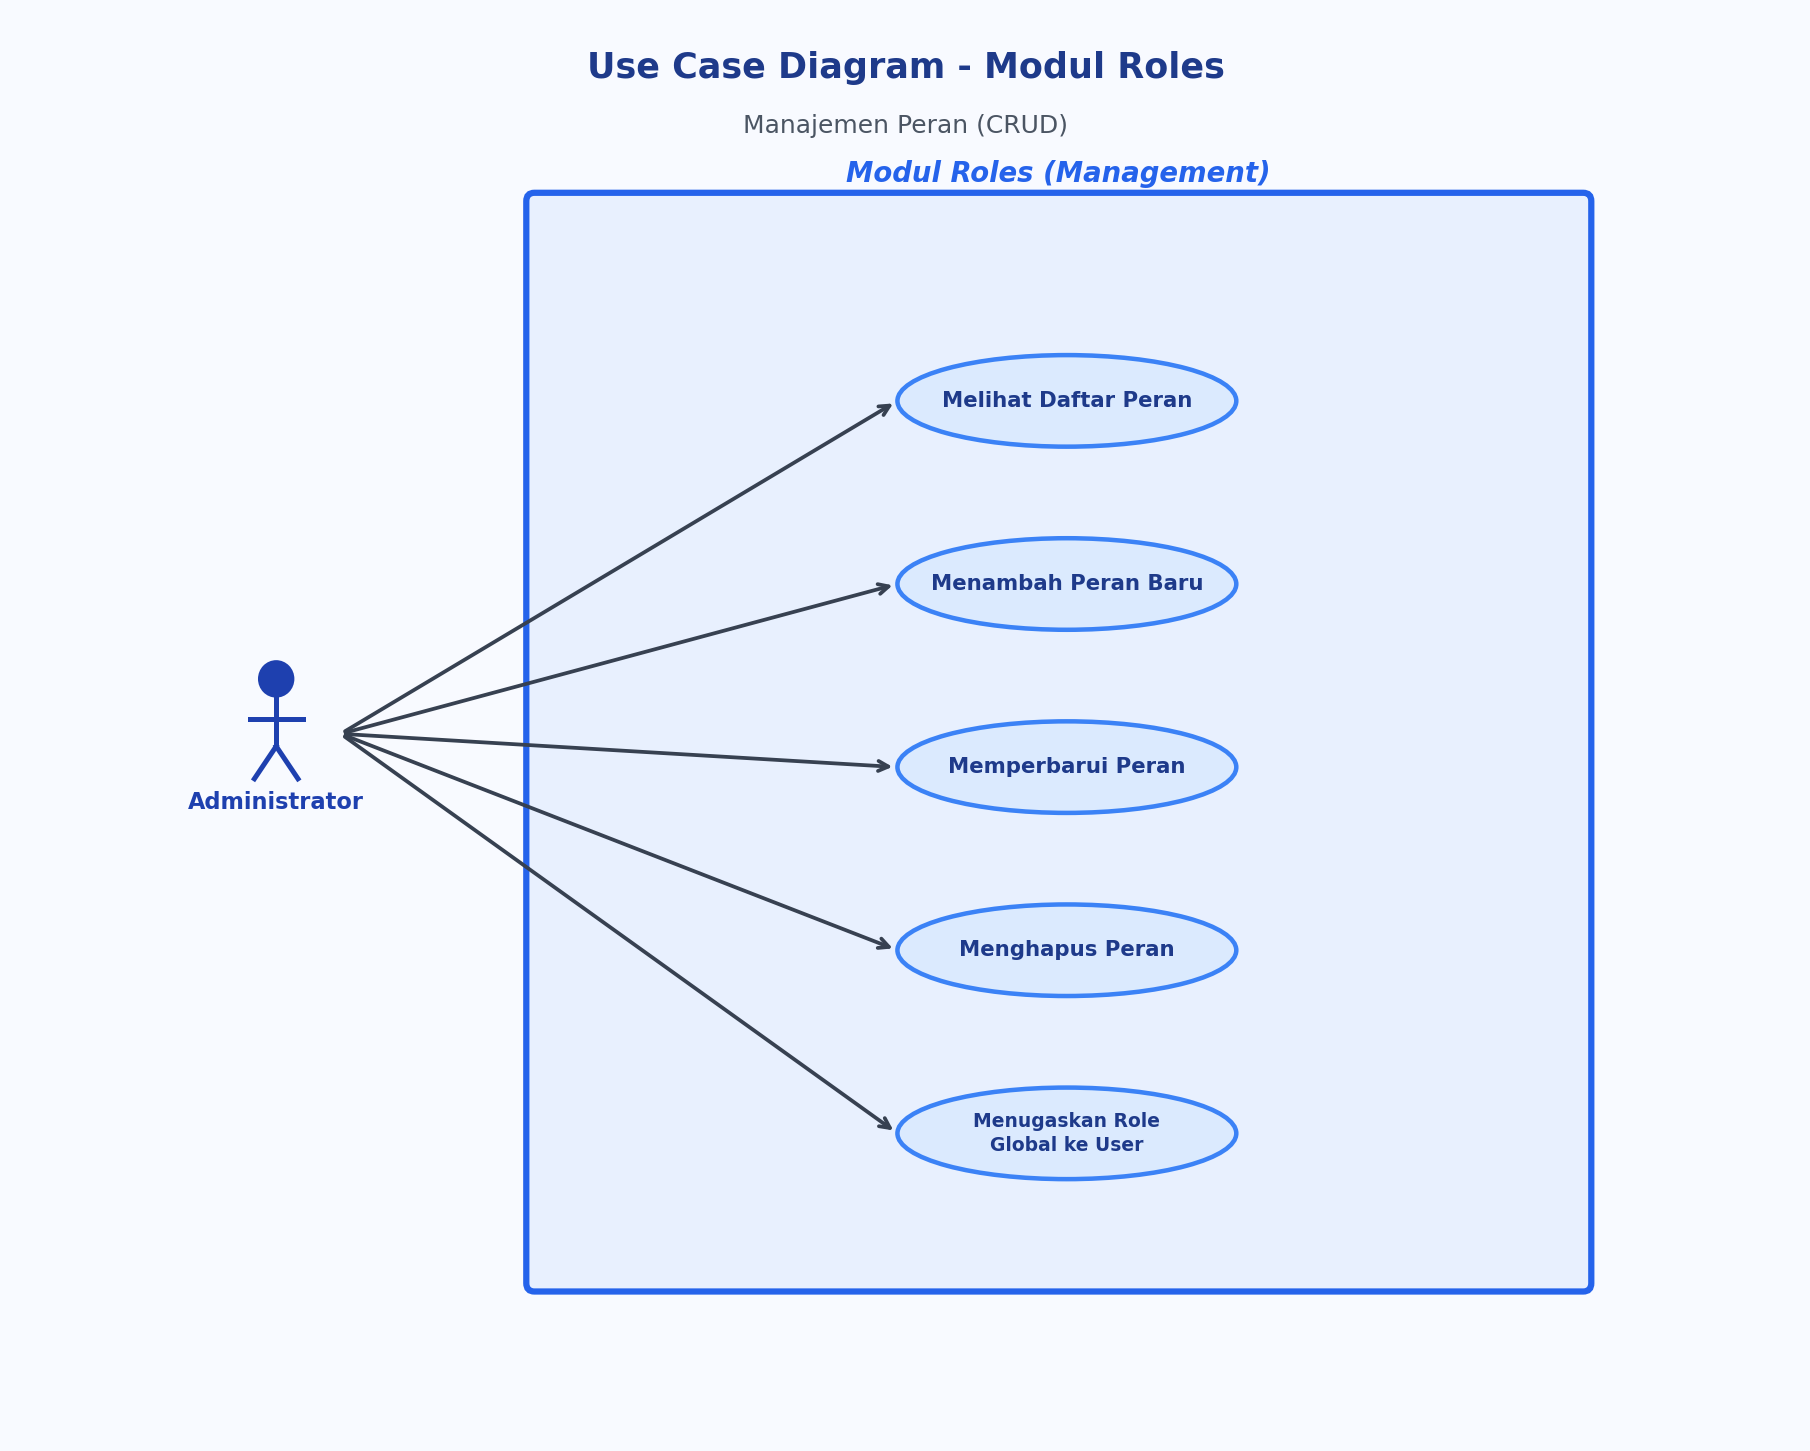 Use Case Diagram - Modul Roles
Manajemen Peran (CRUD)
Modul Roles (Management)
Melihat Daftar Peran
Menambah Peran Baru
Memperbarui Peran
Administrator
Menghapus Peran
Menugaskan Role
Global ke User